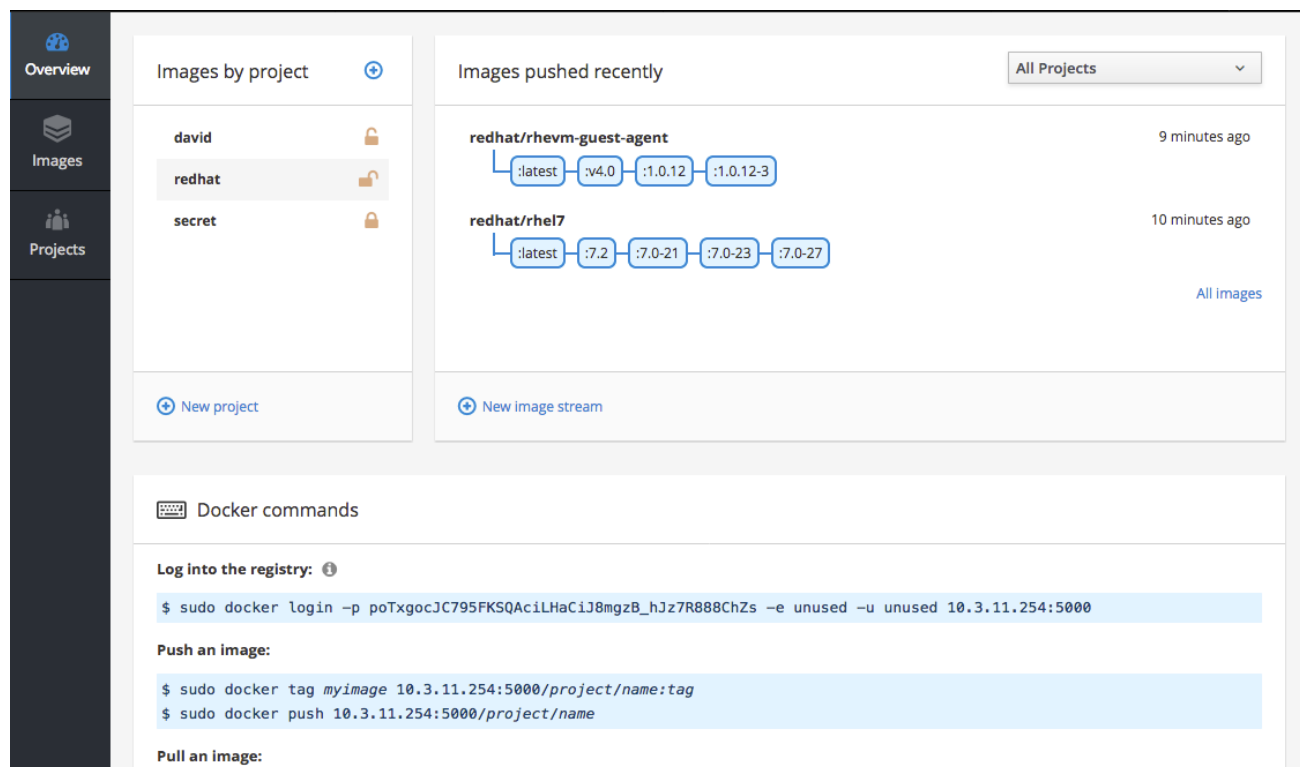 Overview
Images
Projects
Images by project
david
redhat
secret
New project
Images pushed recently
All Projects
redhat/rhevm-guest-agent 9 minutes ago
:latest :v4.0 :1.0.12 :1.0.12-3
redhat/rhel7 10 minutes ago
:latest :7.2 :7.0-21 :7.0-23 :7.0-27
All images
New image stream
Docker commands
Log into the registry:
$ sudo docker login –p poTxgocJC795FKSQAciLHaCiJ8mgzB_hJz7R888ChZs –e unused –u unused 10.3.11.254:5000
Push an image:
$ sudo docker tag myimage 10.3.11.254:5000/project/name:tag
$ sudo docker push 10.3.11.254:5000/project/name
Pull an image: